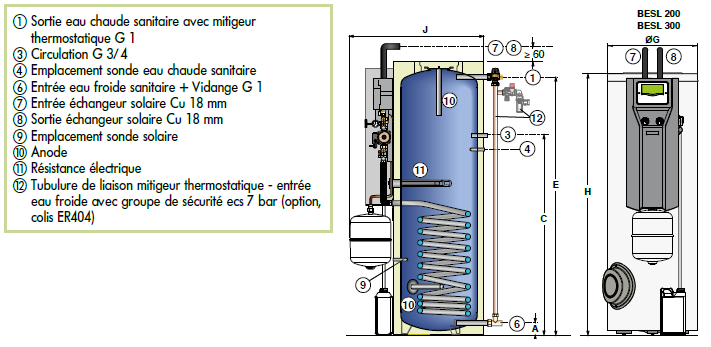 ① Sortie eau chaude sanitaire avec mitigeur
thermostatique G 1
③ Circulation G 3/4
④ Emplacement sonde eau chaude sanitaire
⑥ Entrée eau froide sanitaire + Vidange G 1
⑦ Entrée échangeur solaire Cu 18 mm
⑧ Sortie échangeur solaire Cu 18 mm
⑨ Emplacement sonde solaire
⑩ Anode
⑪ Résistance électrique
⑫ Tubulure de liaison mitigeur thermostatique - entrée
eau froide avec groupe de sécurité ecs 7 bar (option,
colis ER404)
J
⑦ ⑧
≥ 60
①
⑩
⑫
③
④
⑪
E
C
⑨
⑩
⑥
A
BESL 200
BESL 300
ØG
⑦ ⑧
H